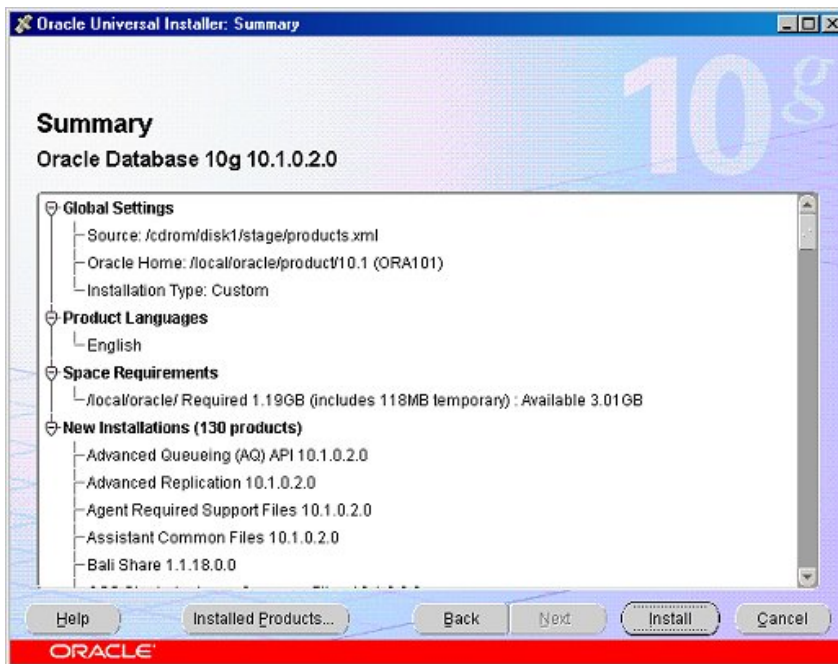 Oracle Universal Installer: Summary
10g
Summary
Oracle Database 10g 10.1.0.2.0
Global Settings
Source: /cdrom/disk1/stage/products.xml
Oracle Home: /local/oracle/product/10.1 (ORA101)
Installation Type: Custom
Product Languages
English
Space Requirements
/local/oracle/ Required 1.19GB (includes 118MB temporary) : Available 3.01GB
New Installations (130 products)
Advanced Queueing (AQ) API 10.1.0.2.0
Advanced Replication 10.1.0.2.0
Agent Required Support Files 10.1.0.2.0
Assistant Common Files 10.1.0.2.0
Bali Share 1.1.18.0.0
Help Installed Products... Back Next Install Cancel
ORACLE